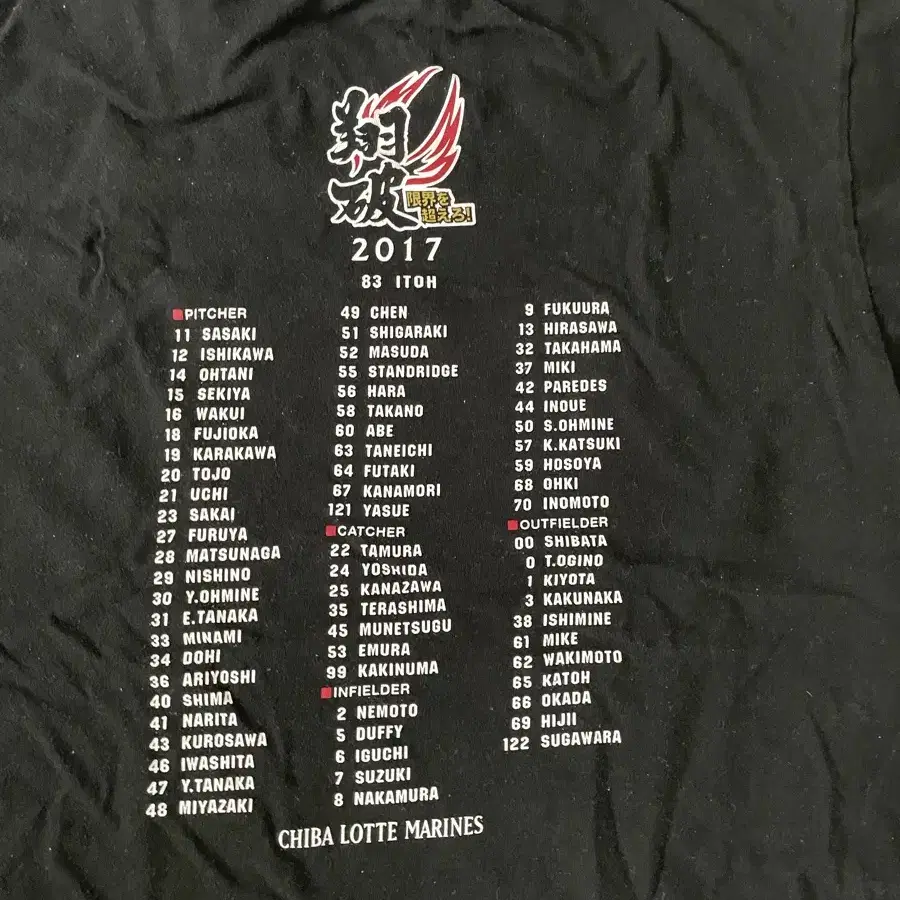 翔破
限界を
超えろ!
2017
83 ITOH
PITCHER
11 SASAKI
12 ISHIKAWA
14 OHTANI
15 SEKIYA
16 WAKUI
18 FUJIOKA
19 KARAKAWA
20 TOJO
21 UCHI
23 SAKAI
27 FURUYA
28 MATSUNAGA
29 NISHINO
30 Y.OHMINE
31 E.TANAKA
33 MINAMI
34 DOHI
36 ARIYOSHI
40 SHIMA
41 NARITA
43 KUROSAWA
46 IWASHITA
47 Y.TANAKA
48 MIYAZAKI
49 CHEN
51 SHIGARAKI
52 MASUDA
55 STANDRIDGE
56 HARA
58 TAKANO
60 ABE
63 TANEICHI
64 FUTAKI
67 KANAMORI
121 YASUE
CATCHER
22 TAMURA
24 YOSHIDA
25 KANAZAWA
35 TERASHIMA
45 MUNETSUGU
53 EMURA
99 KAKINUMA
INFIELDER
2 NEMOTO
5 DUFFY
6 IGUCHI
7 SUZUKI
8 NAKAMURA
9 FUKUURA
13 HIRASAWA
32 TAKAHAMA
37 MIKI
42 PAREDES
44 INOUE
50 S.OHMINE
57 K.KATSUKI
59 HOSOYA
68 OHKI
70 INOMOTO
OUTFIELDER
00 SHIBATA
0 T.OGINO
1 KIYOTA
3 KAKUNAKA
38 ISHIMINE
61 MIKE
62 WAKIMOTO
65 KATOH
66 OKADA
69 HIJII
122 SUGAWARA
CHIBA LOTTE MARINES